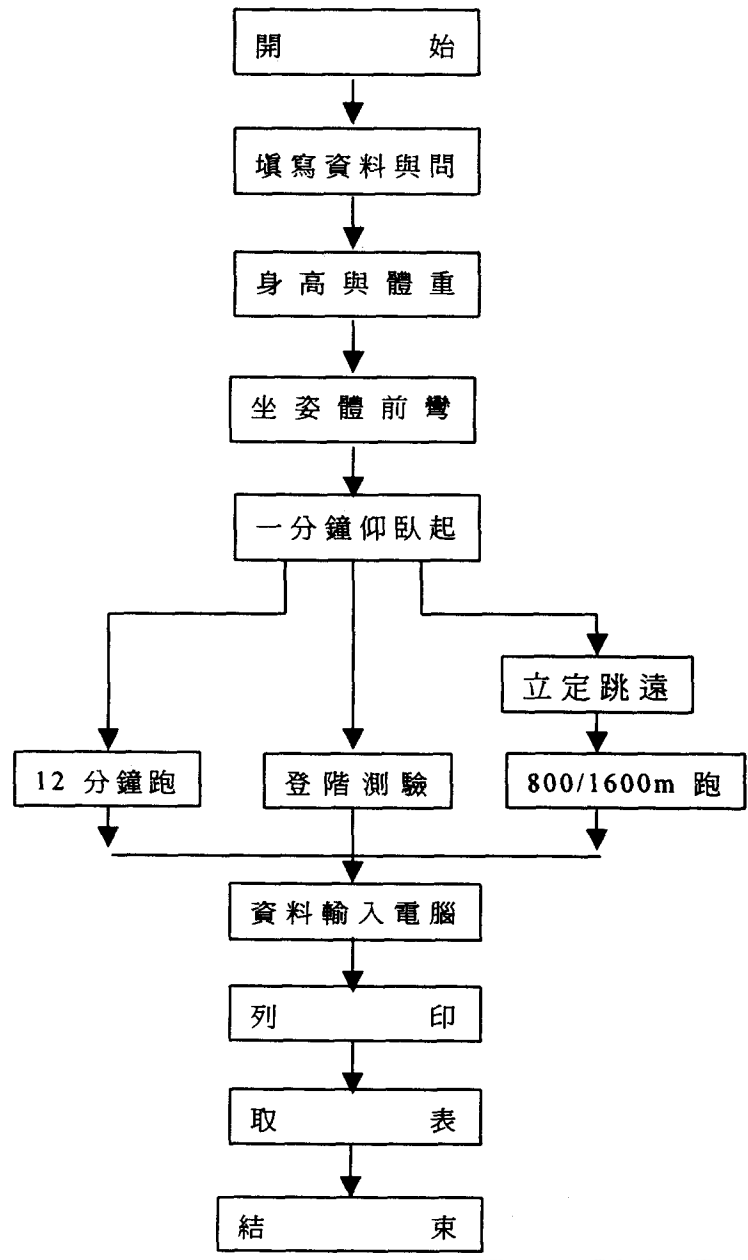 開 始
填寫資料與問
身高與體重
坐姿體前彎
一分鐘仰臥起
立定跳遠
12 分鐘跑
登階測驗
800/1600m 跑
資料輸入電腦
列 印
取 表
結 束